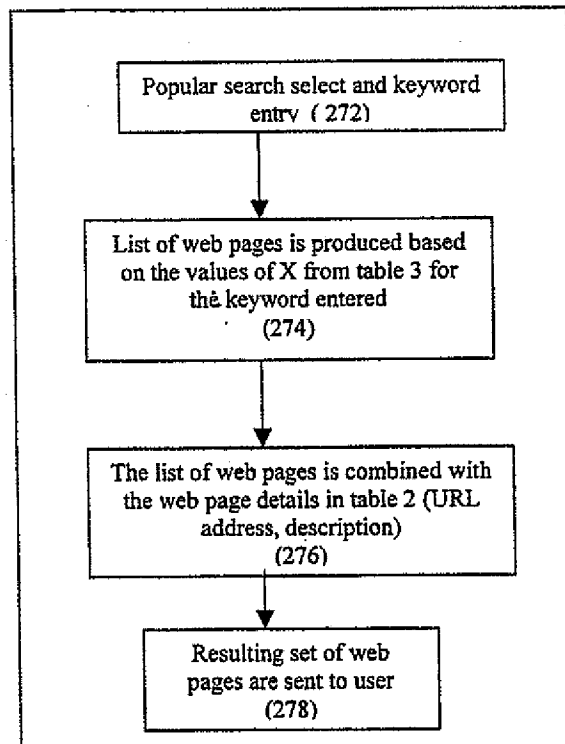 Popular search select and keyword
entry ( 272)
List of web pages is produced based
on the values of X from table 3 for
the keyword entered
(274)
The list of web pages is combined with
the web page details in table 2 (URL
address, description)
(276)
Resulting set of web
pages are sent to user
(278)